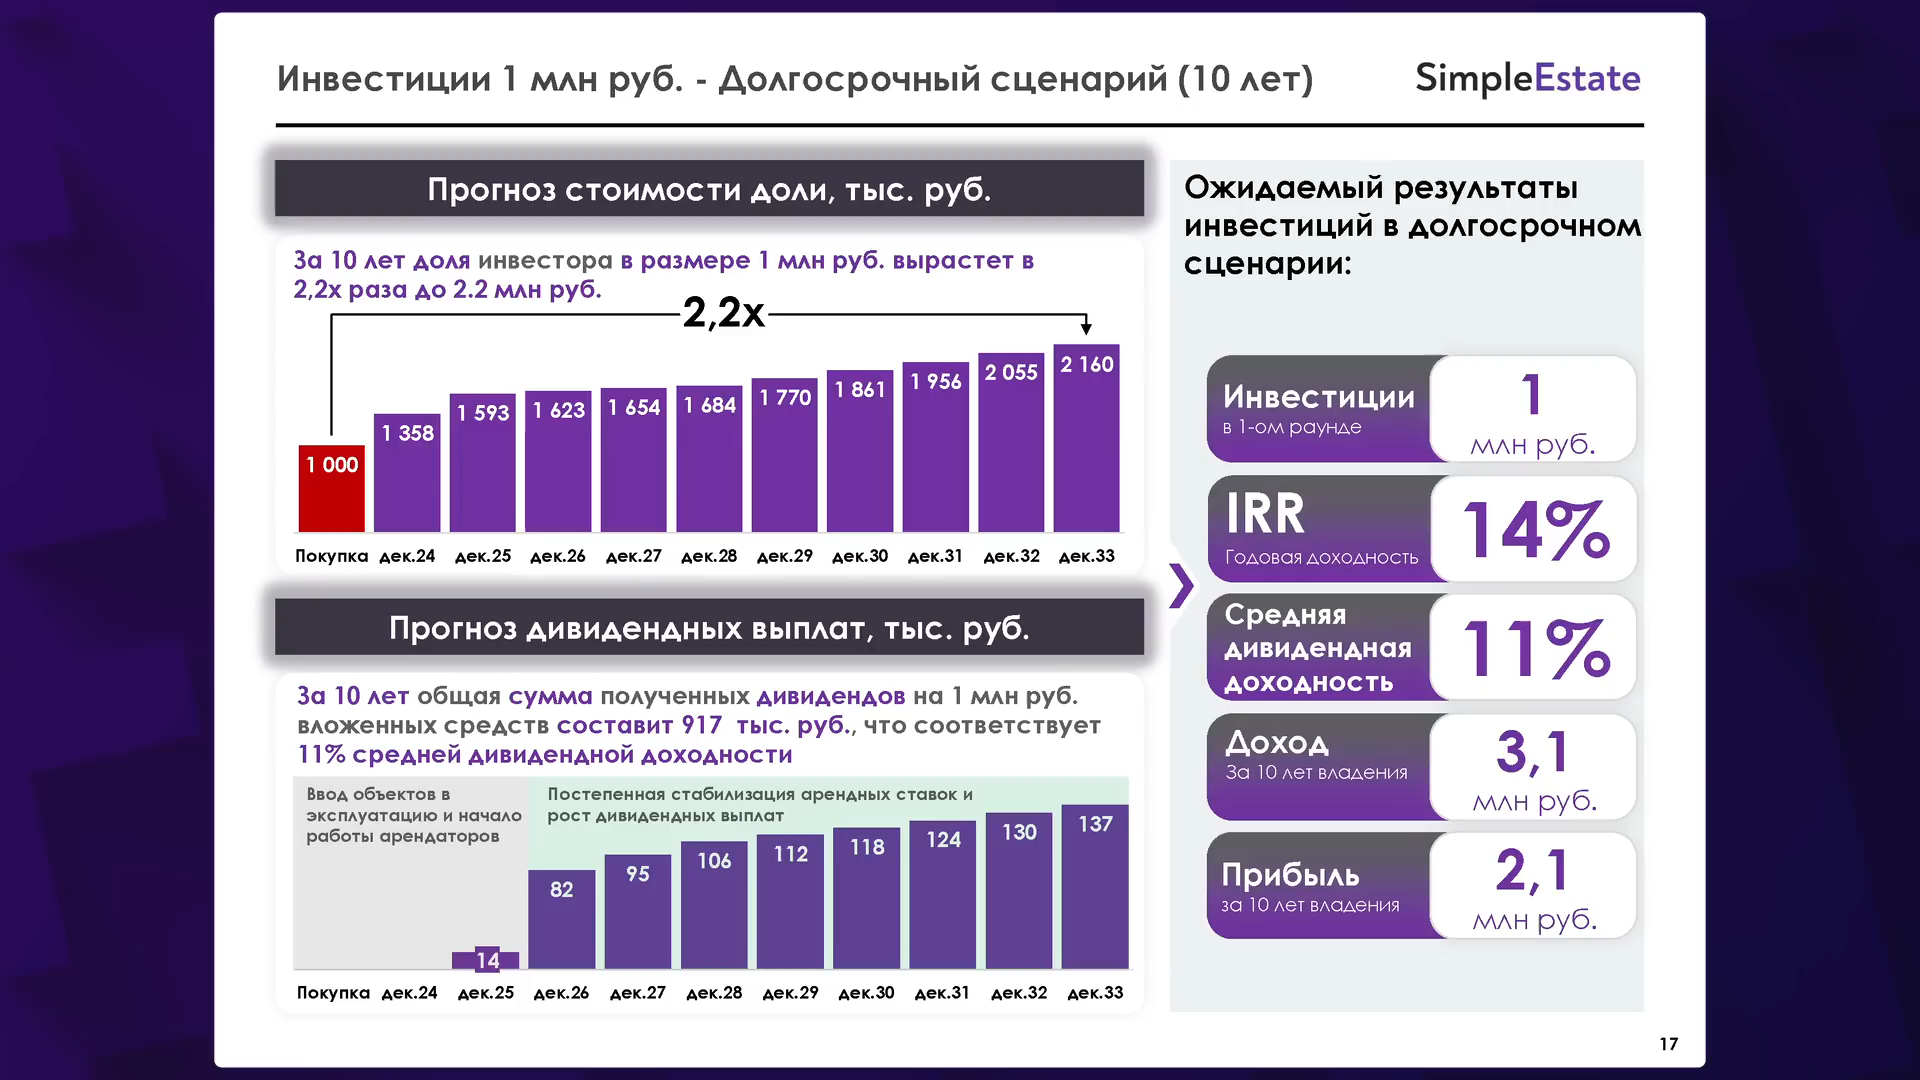 Инвестиции 1 млн руб. - Долгосрочный сценарий (10 лет)
SimpleEstate
Прогноз стоимости доли, тыс. руб.
За 10 лет доля инвестора в размере 1 млн руб. вырастет в
2,2х раза до 2.2 млн руб.
2,2x
1 000
1 358
1 593
1 623
1 654
1 684
1 770
1 861
1 956
2 055
2 160
Покупка дек.24 дек.25 дек.26 дек.27 дек.28 дек.29 дек.30 дек.31 дек.32 дек.33
Прогноз дивидендных выплат, тыс. руб.
За 10 лет общая сумма полученных дивидендов на 1 млн руб.
вложенных средств составит 917 тыс. руб., что соответствует
11% средней дивидендной доходности
Ввод объектов в
эксплуатацию и начало
работы арендаторов
Постепенная стабилизация арендных ставок и
рост дивидендных выплат
14
82
95
106
112
118
124
130
137
Покупка дек.24 дек.25 дек.26 дек.27 дек.28 дек.29 дек.30 дек.31 дек.32 дек.33
Ожидаемый результаты
инвестиций в долгосрочном
сценарии:
Инвестиции
в 1-ом раунде
1
млн руб.
IRR
Годовая доходность
14%
Средняя
дивидендная
доходность
11%
Доход
За 10 лет владения
3,1
млн руб.
Прибыль
за 10 лет владения
2,1
млн руб.
17